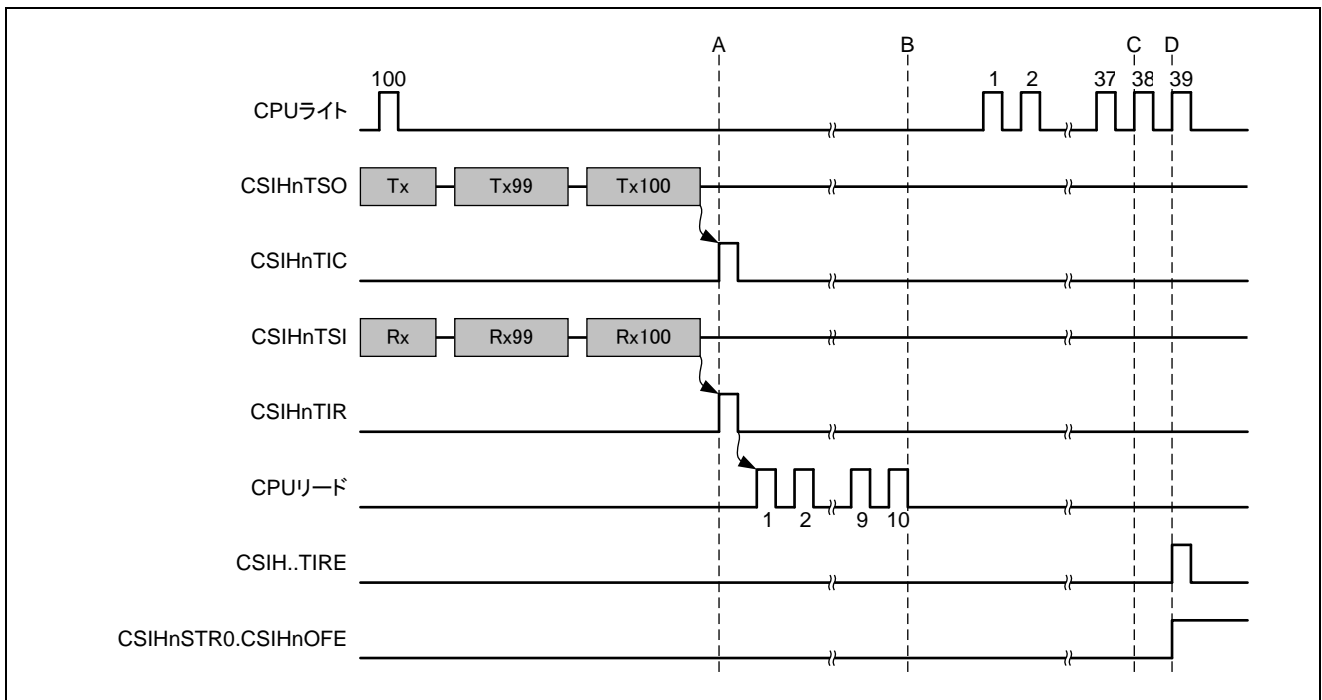 A B C D
100 1 2 37 38 39
CPUライト
CSIHnTSO Tx Tx99 Tx100
CSIHnTIC
CSIHnTSI Rx Rx99 Rx100
CSIHnTIR
CPUリード
1 2 9 10
CSIH..TIRE
CSIHnSTR0.CSIHnOFE